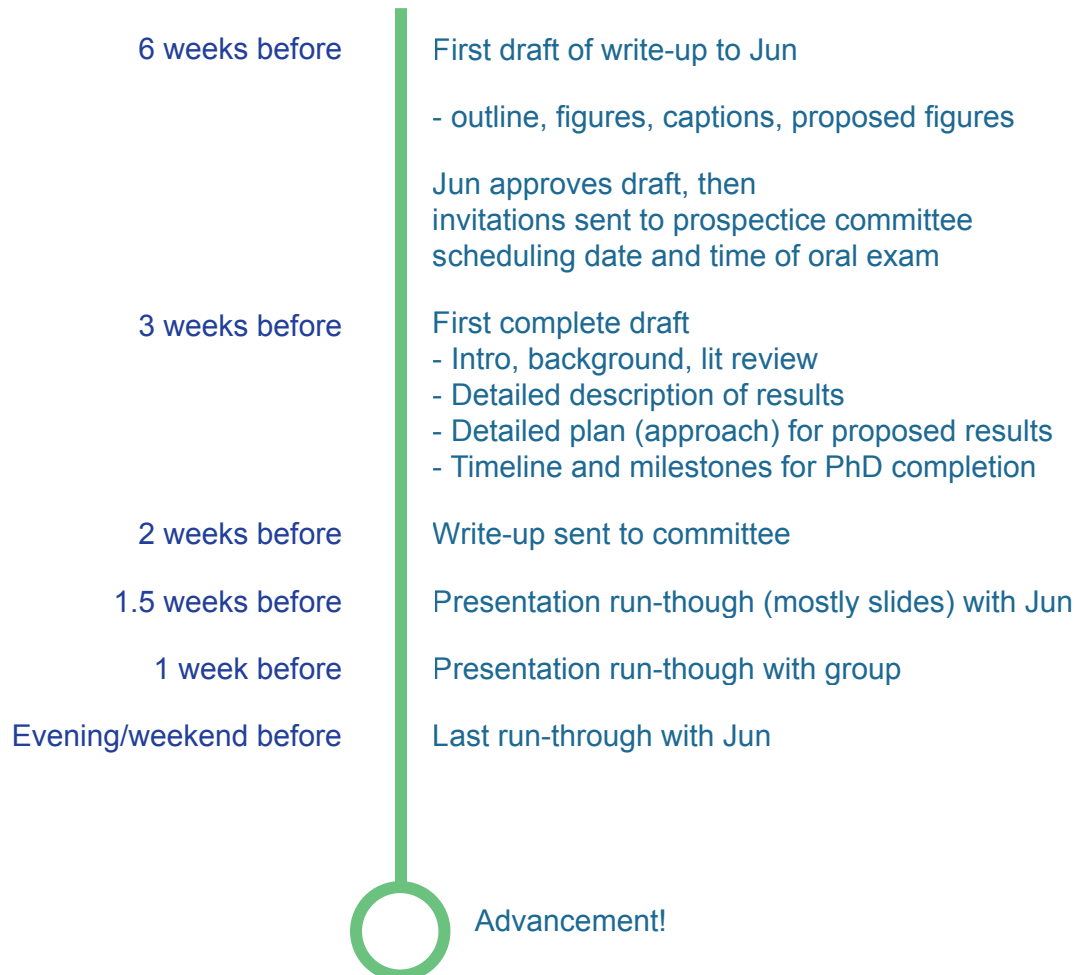 6 weeks before
First draft of write-up to Jun
- outline, figures, captions, proposed figures
Jun approves draft, then
invitations sent to prospectice committee
scheduling date and time of oral exam
3 weeks before
First complete draft
- Intro, background, lit review
- Detailed description of results
- Detailed plan (approach) for proposed results
- Timeline and milestones for PhD completion
2 weeks before
Write-up sent to committee
1.5 weeks before
Presentation run-though (mostly slides) with Jun
1 week before
Presentation run-though with group
Evening/weekend before
Last run-through with Jun
Advancement!